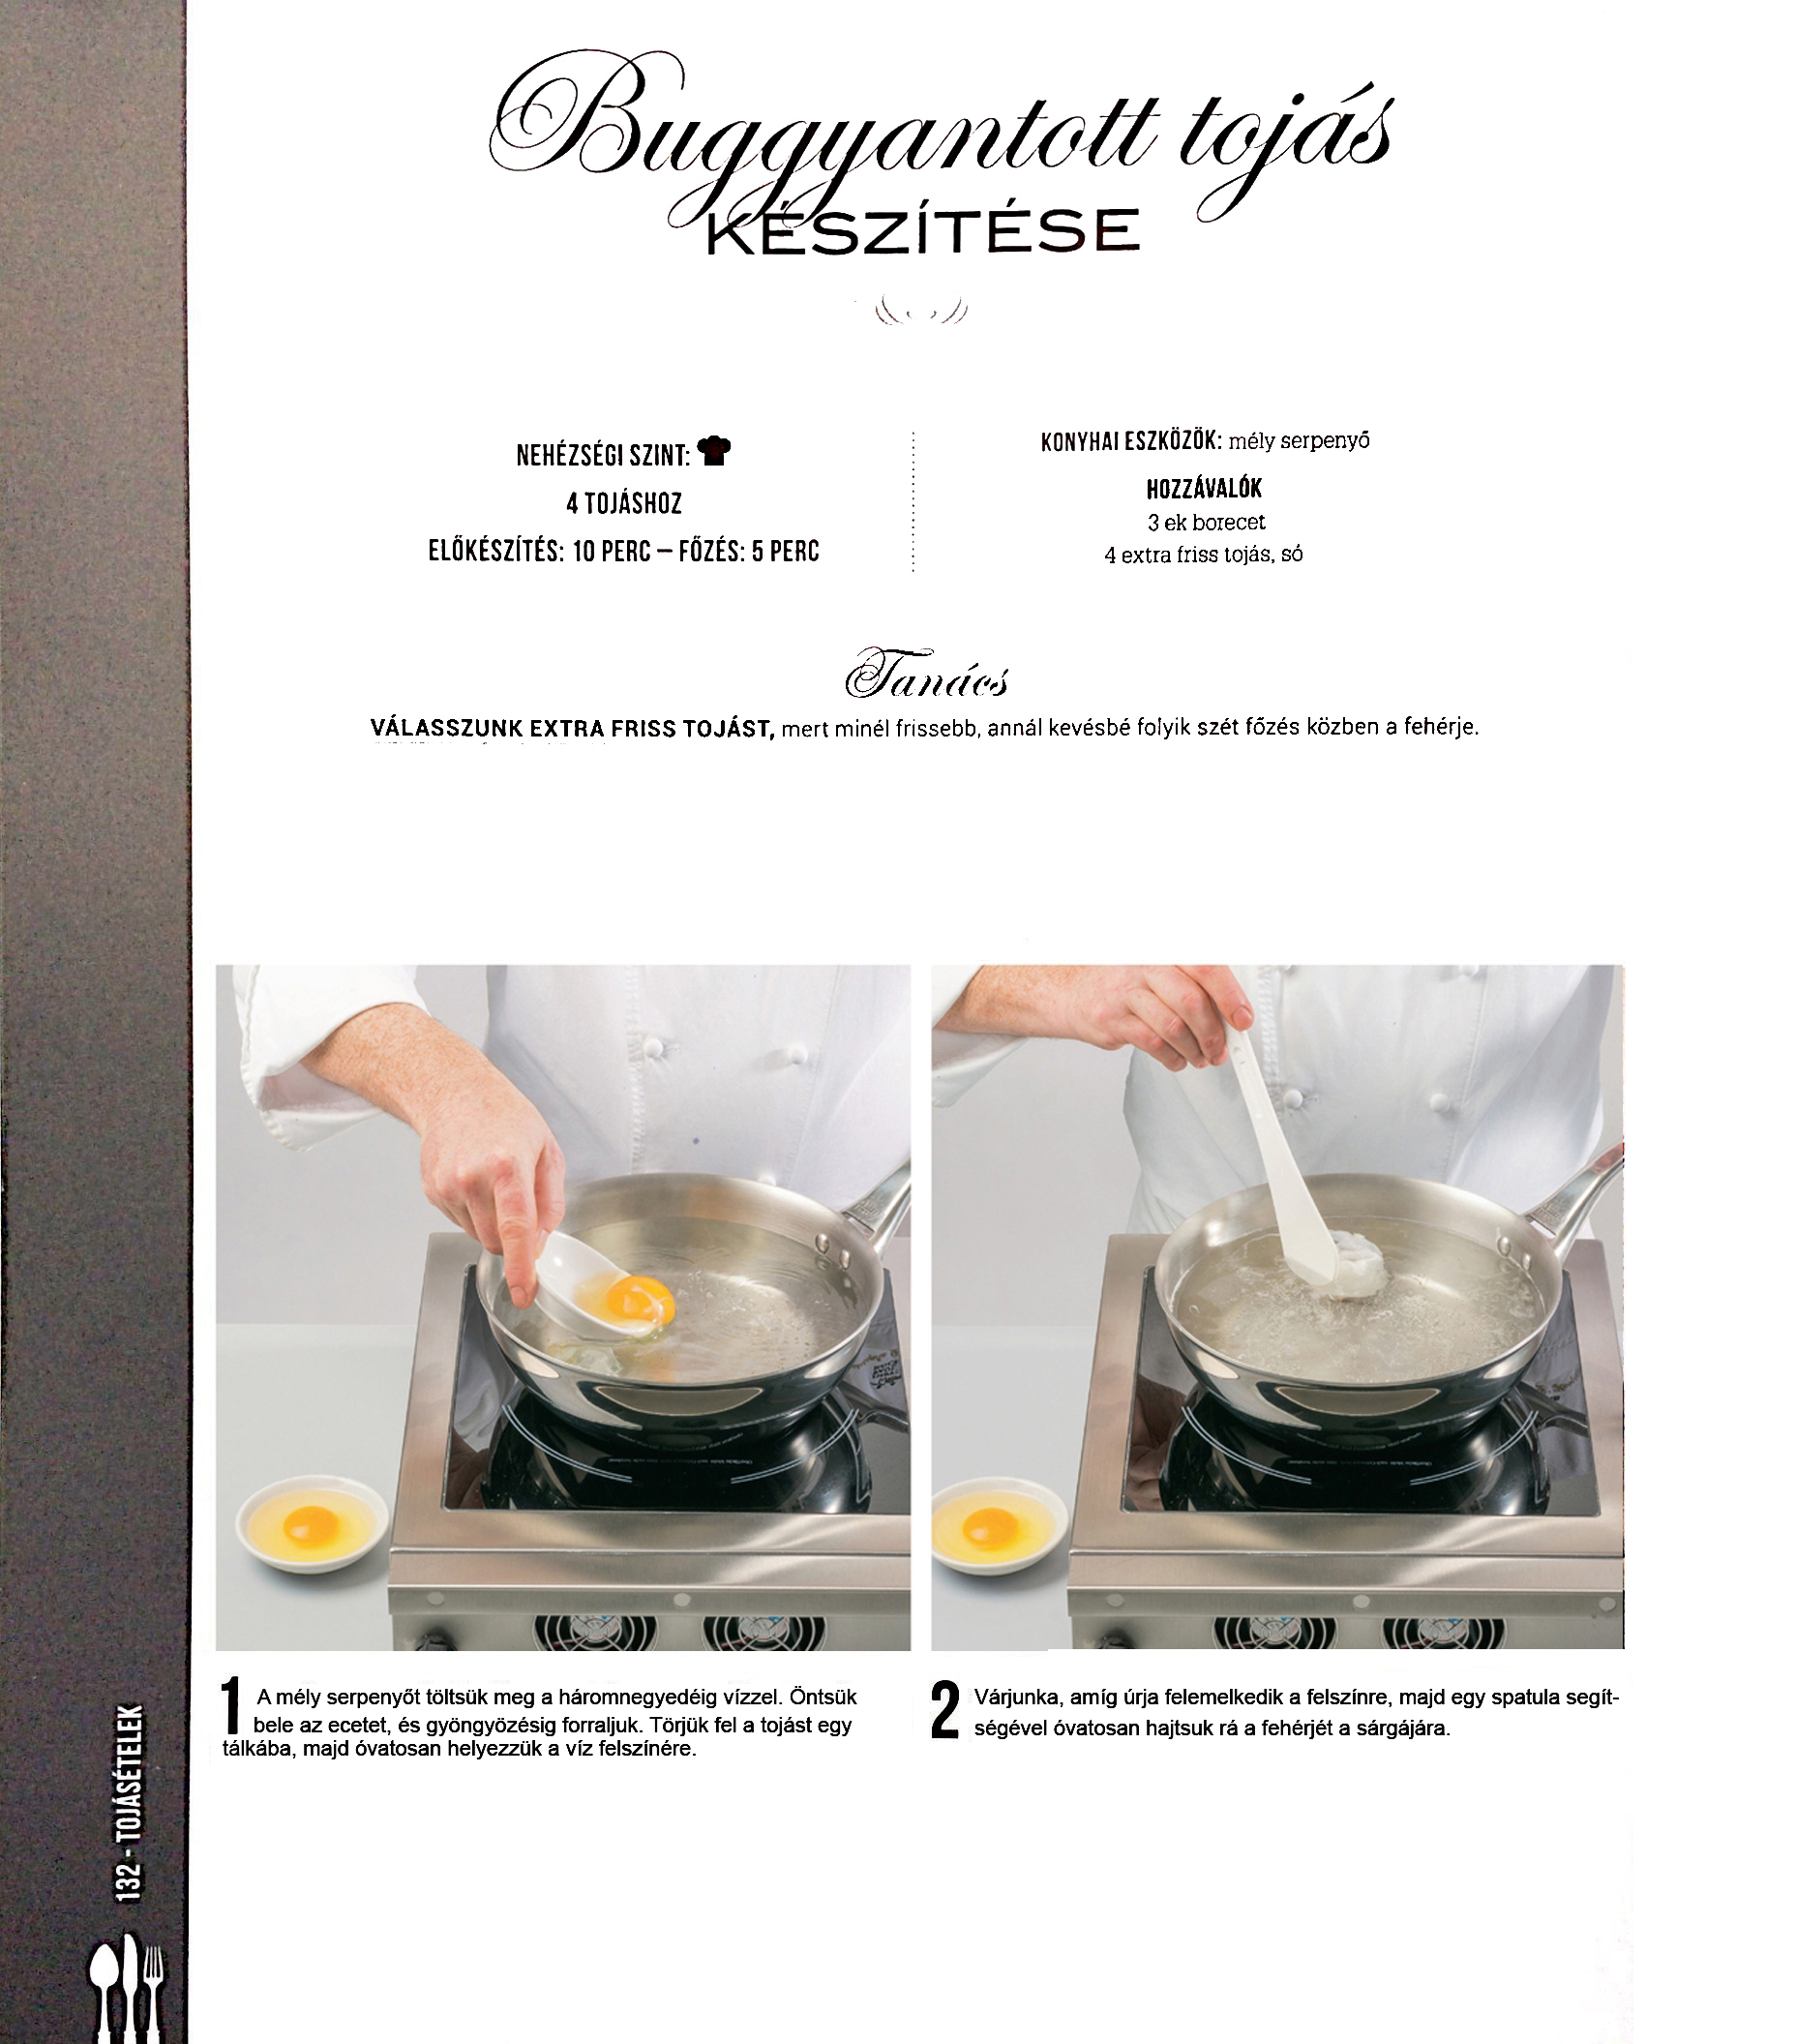 Buggyantott tojás
KÉSZÍTÉSE
NEHÉZSÉGI SZINT:
4 TOJÁSHOZ
ELŐKÉSZÍTÉS: 10 PERC – FŐZÉS: 5 PERC
KONYHAI ESZKÖZÖK: mély serpenyő
HOZZÁVALÓK
3 ek borecet
4 extra friss tojás, só
Tanács
VÁLASSZUNK EXTRA FRISS TOJÁST, mert minél frissebb, annál kevésbé folyik szét főzés közben a fehérje.
1 A mély serpenyőt töltsük meg a háromnegyedéig vízzel. Öntsük
bele az ecetet, és gyöngyözésig forraljuk. Törjük fel a tojást egy
tálkába, majd óvatosan helyezzük a víz felszínére.
2 Várjunka, amíg úrja felemelkedik a felszínre, majd egy spatula segít-
ségével óvatosan hajtsuk rá a fehérjét a sárgájára.
132 - TOJÁSÉTELEK